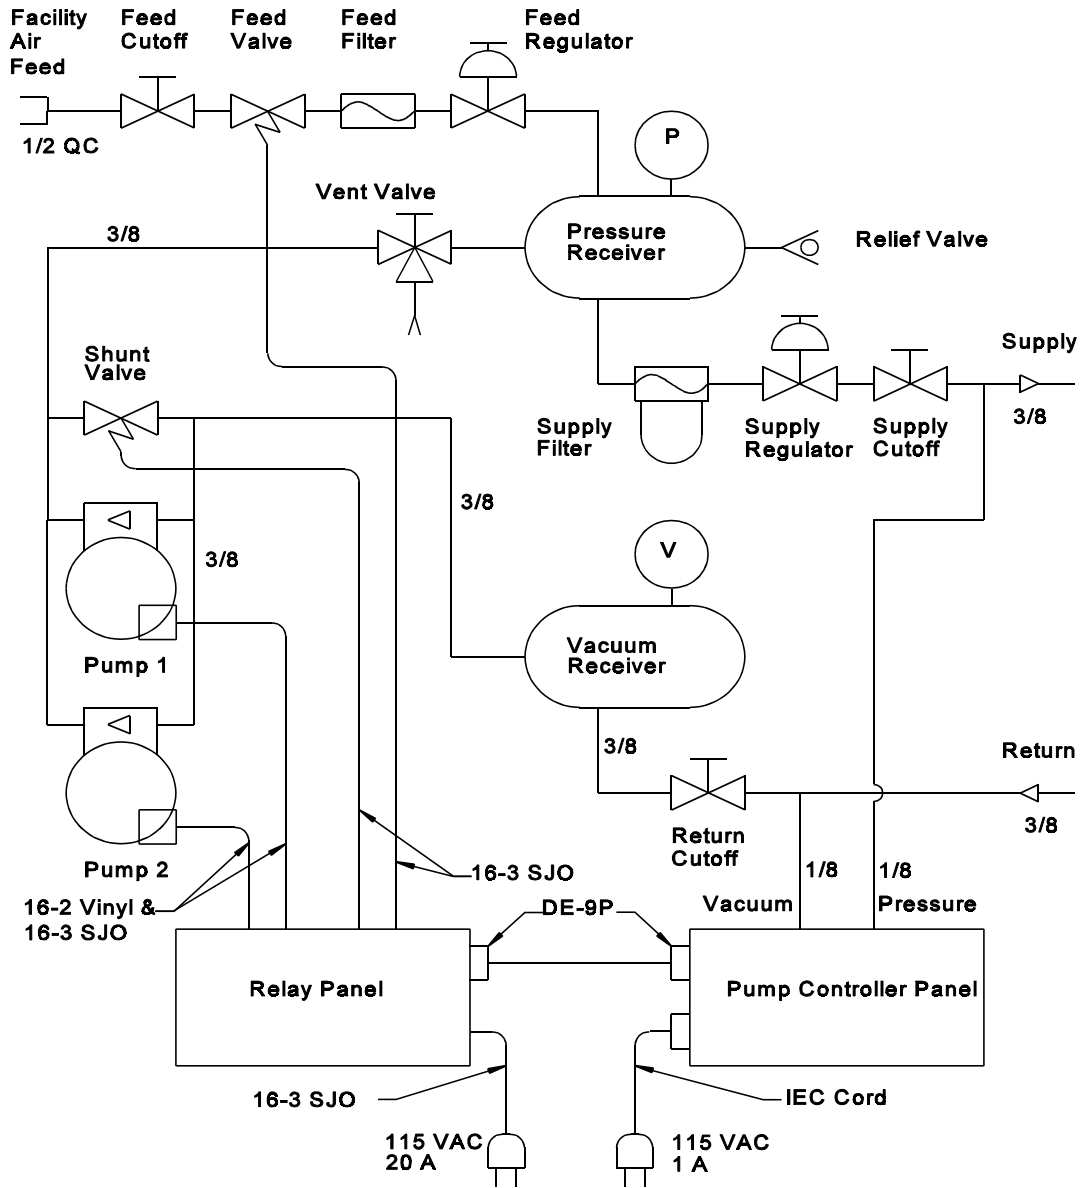 Facility
Air
Feed
Feed
Cutoff
Feed
Valve
Feed
Filter
Feed
Regulator
1/2 QC
P
Vent Valve
3/8
Pressure
Receiver
Relief Valve
Shunt
Valve
Supply
3/8
Supply
Filter
Supply
Regulator
Supply
Cutoff
3/8
3/8
V
Vacuum
Receiver
Pump 1
3/8
Return
3/8
Return
Cutoff
Pump 2
16-3 SJO
1/8
1/8
16-2 Vinyl &
16-3 SJO
DE-9P
Vacuum
Pressure
Relay Panel
Pump Controller Panel
16-3 SJO
IEC Cord
115 VAC
20 A
115 VAC
1 A